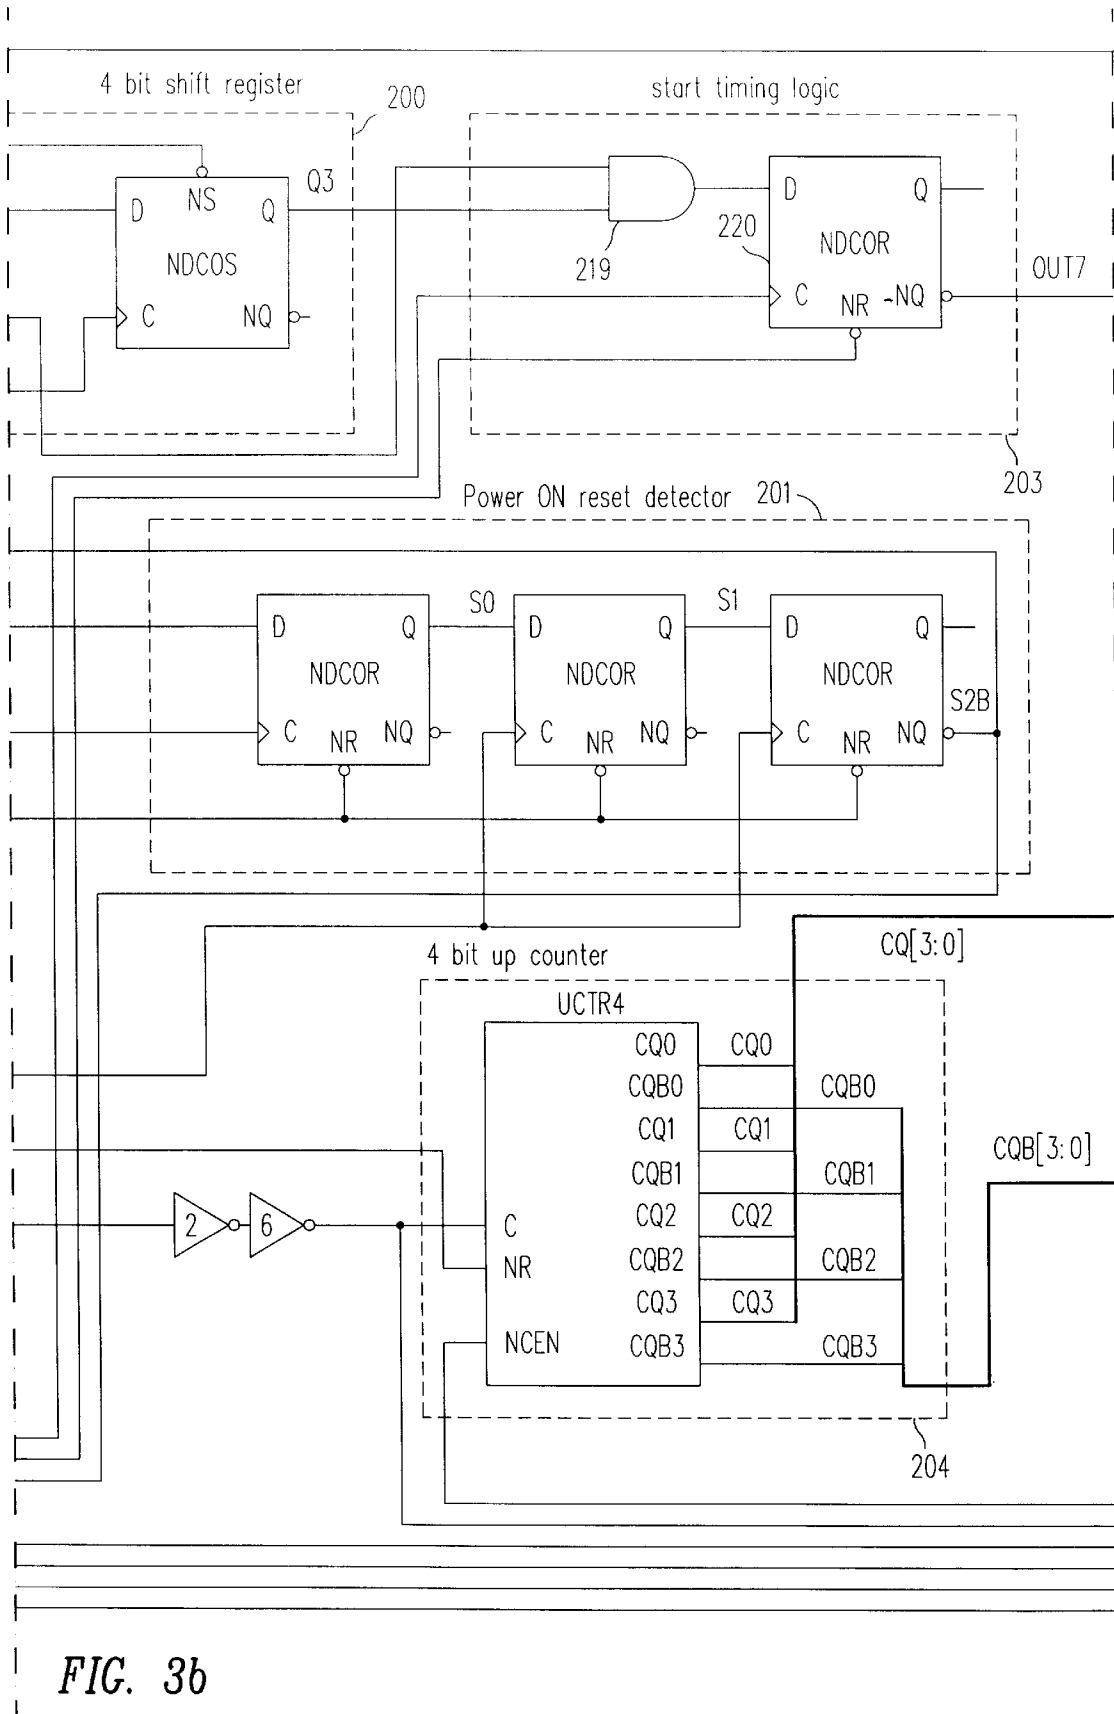 4 bit shift register
200
start timing logic
Q3
D
NS
Q
NDCOS
C
NQ
219
220
D
Q
NDCOR
C
NR
-NQ
OUT7
203
Power ON reset detector
201
D
Q
NDCOR
C
NR
NQ
S0
D
Q
NDCOR
C
NR
NQ
S1
D
Q
NDCOR
C
NR
NQ
S2B
4 bit up counter
UCTR4
CQ[3:0]
CQ0
CQ0
CQB0
CQB0
CQ1
CQ1
CQB1
CQB1
CQ2
CQ2
CQB2
CQB2
CQ3
CQ3
CQB3
CQB3
C
NR
NCEN
2
6
CQB[3:0]
204
FIG. 3b